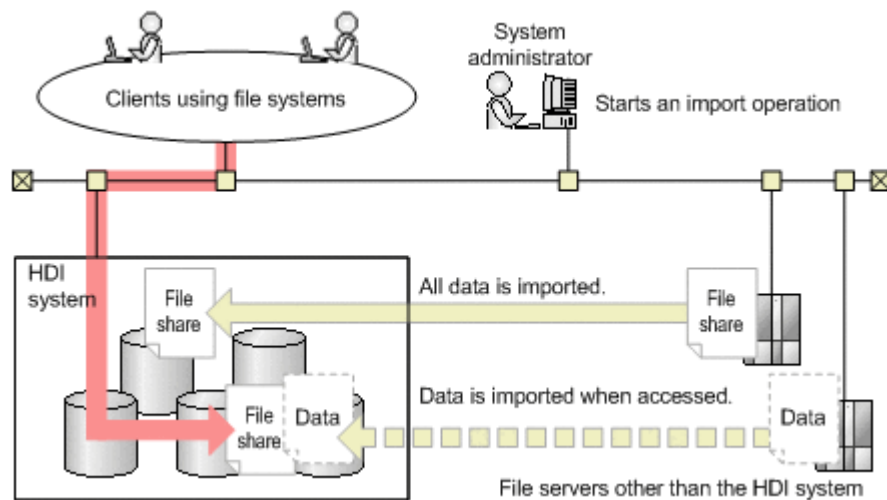 System
administrator
Clients using file systems
Starts an import operation
HDI
system
File
share
All data is imported.
File
share
File
share
Data
Data is imported when accessed.
Data
File servers other than the HDI system